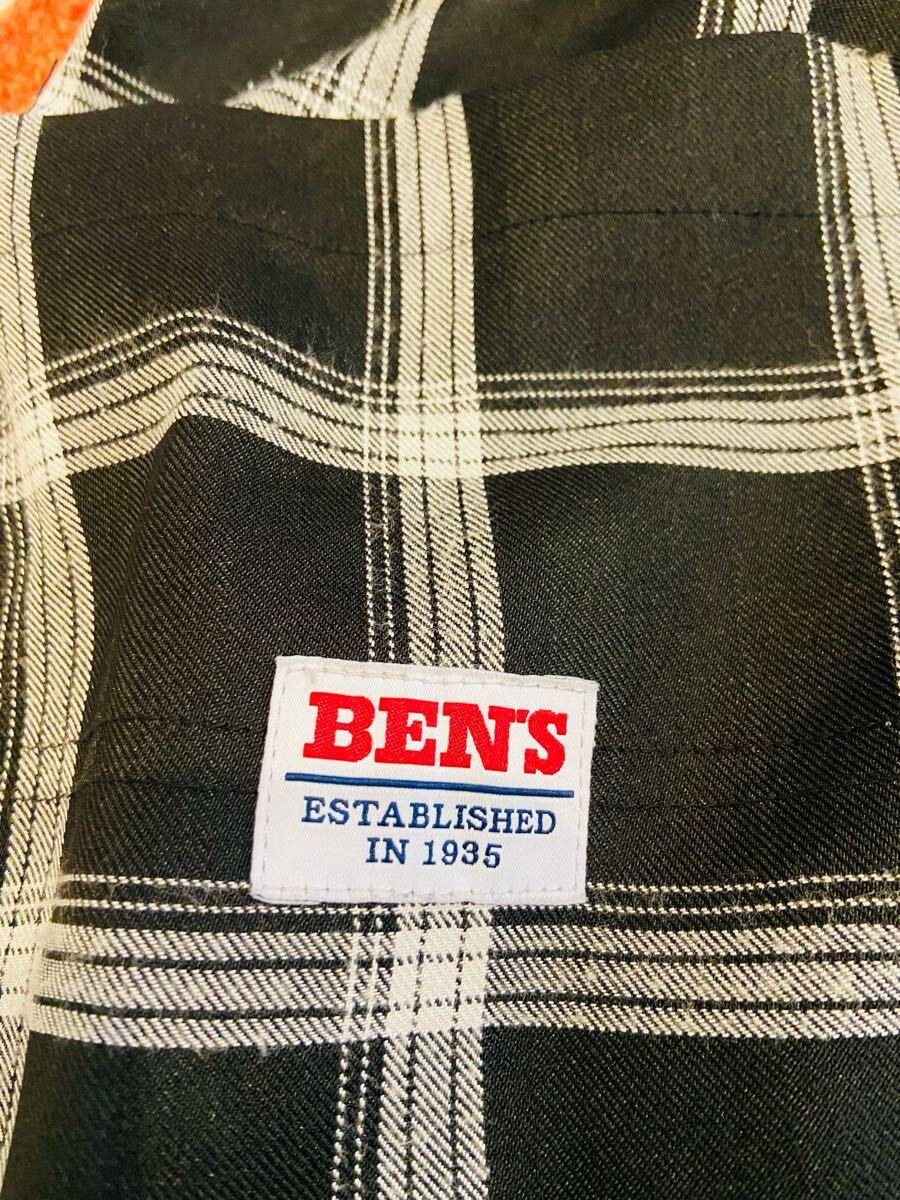 BEN'S
ESTABLISHED
IN 1935